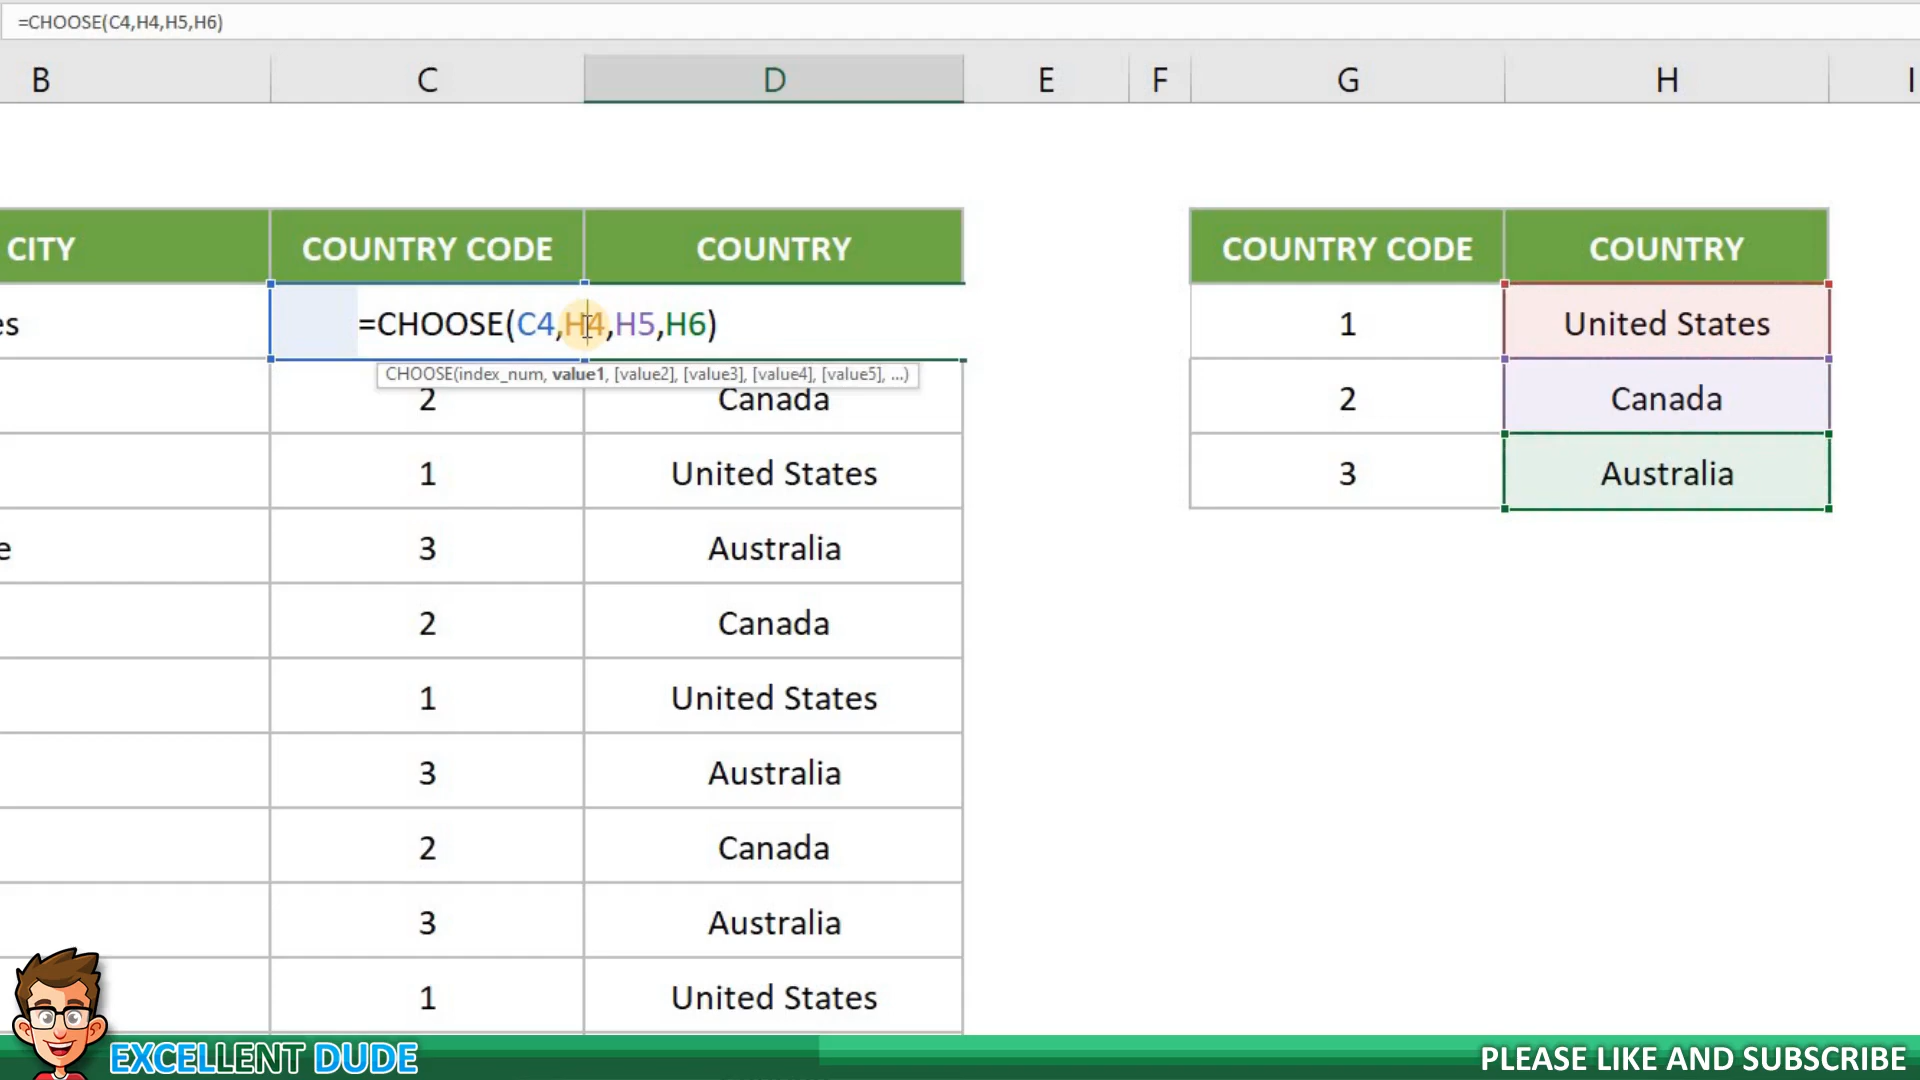 =CHOOSE(C4,H4,H5,H6)
B C D E F G H I
CITY COUNTRY CODE COUNTRY COUNTRY CODE COUNTRY
es =CHOOSE(C4,H4,H5,H6) 1 United States
CHOOSE(index_num, value1, [value2], [value3], [value4], [value5], ...)
2 Canada 2 Canada
1 United States 3 Australia
e 3 Australia
2 Canada
1 United States
3 Australia
2 Canada
3 Australia
1 United States
EXCELLENT DUDE PLEASE LIKE AND SUBSCRIBE